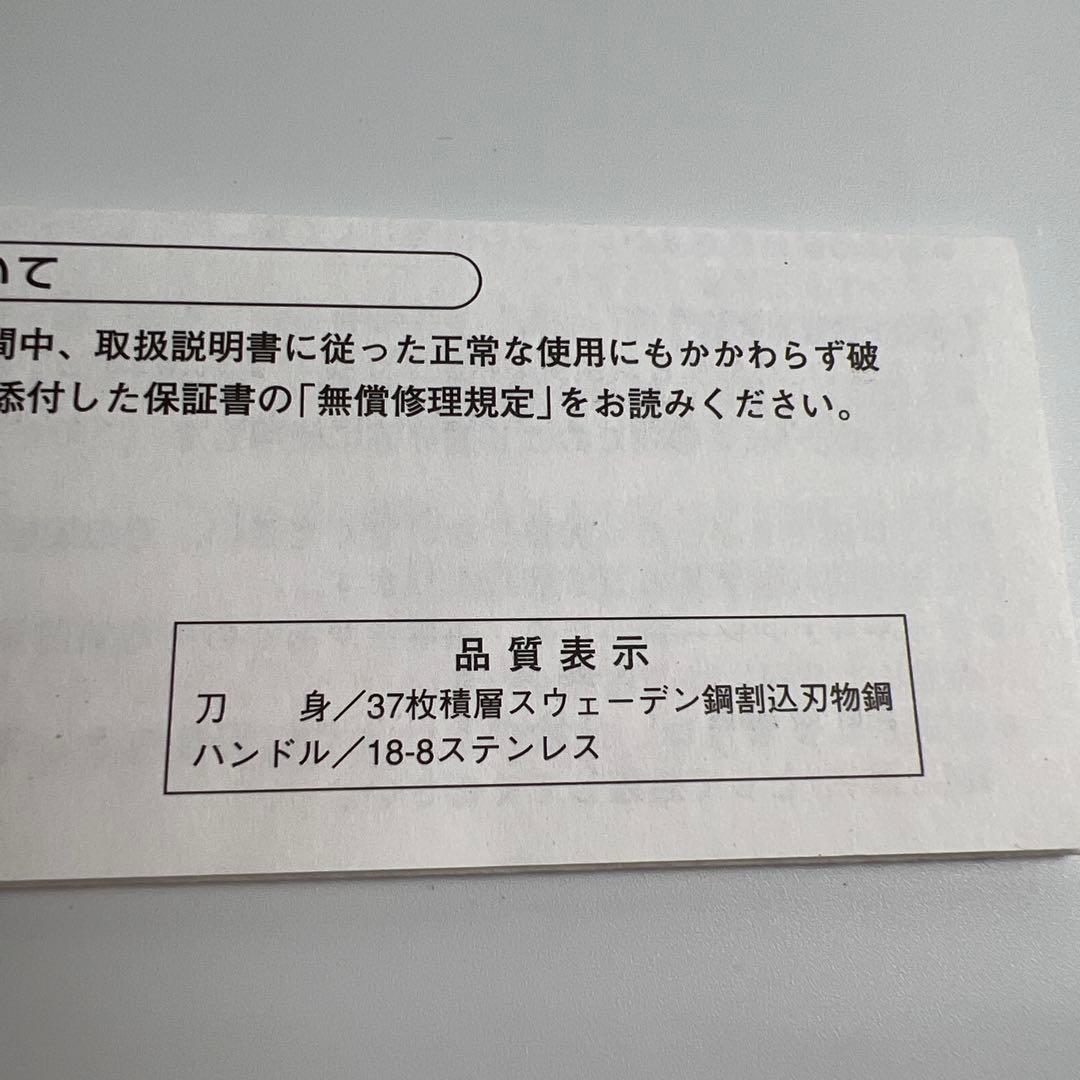 いて
間中、取扱説明書に従った正常な使用にもかかわらず破
添付した保証書の「無償修理規定」をお読みください。
品質表示
刀　　身／37枚積層スウェーデン鋼割込刃物鋼
ハンドル／18-8ステンレス